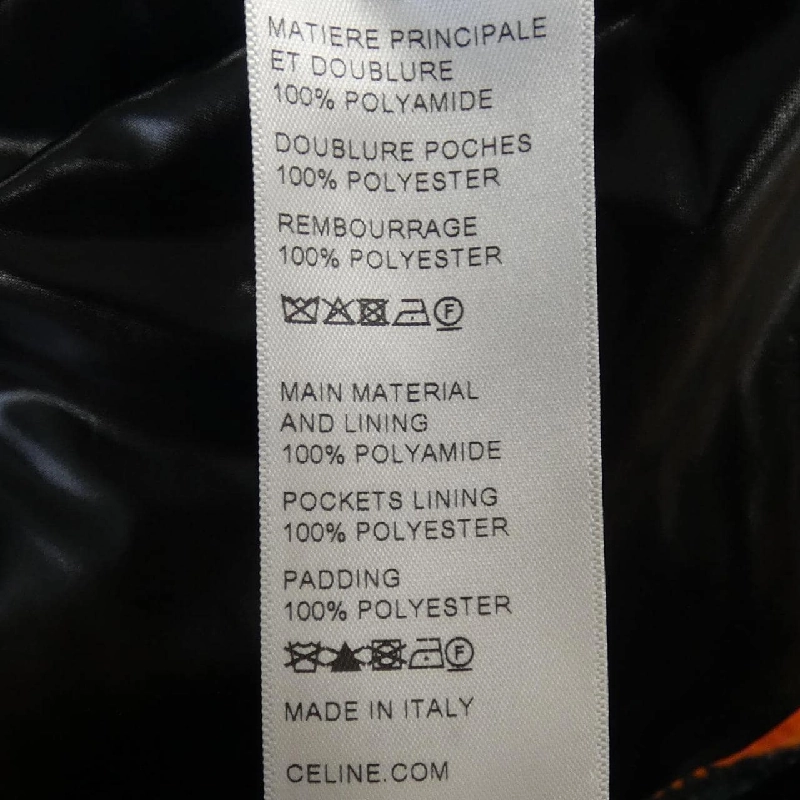 MATIERE PRINCIPALE
ET DOUBLURE
100% POLYAMIDE
DOUBLURE POCHES
100% POLYESTER
REMBOURRAGE
100% POLYESTER
F
MAIN MATERIAL
AND LINING
100% POLYAMIDE
POCKETS LINING
100% POLYESTER
PADDING
100% POLYESTER
F
MADE IN ITALY
CELINE.COM